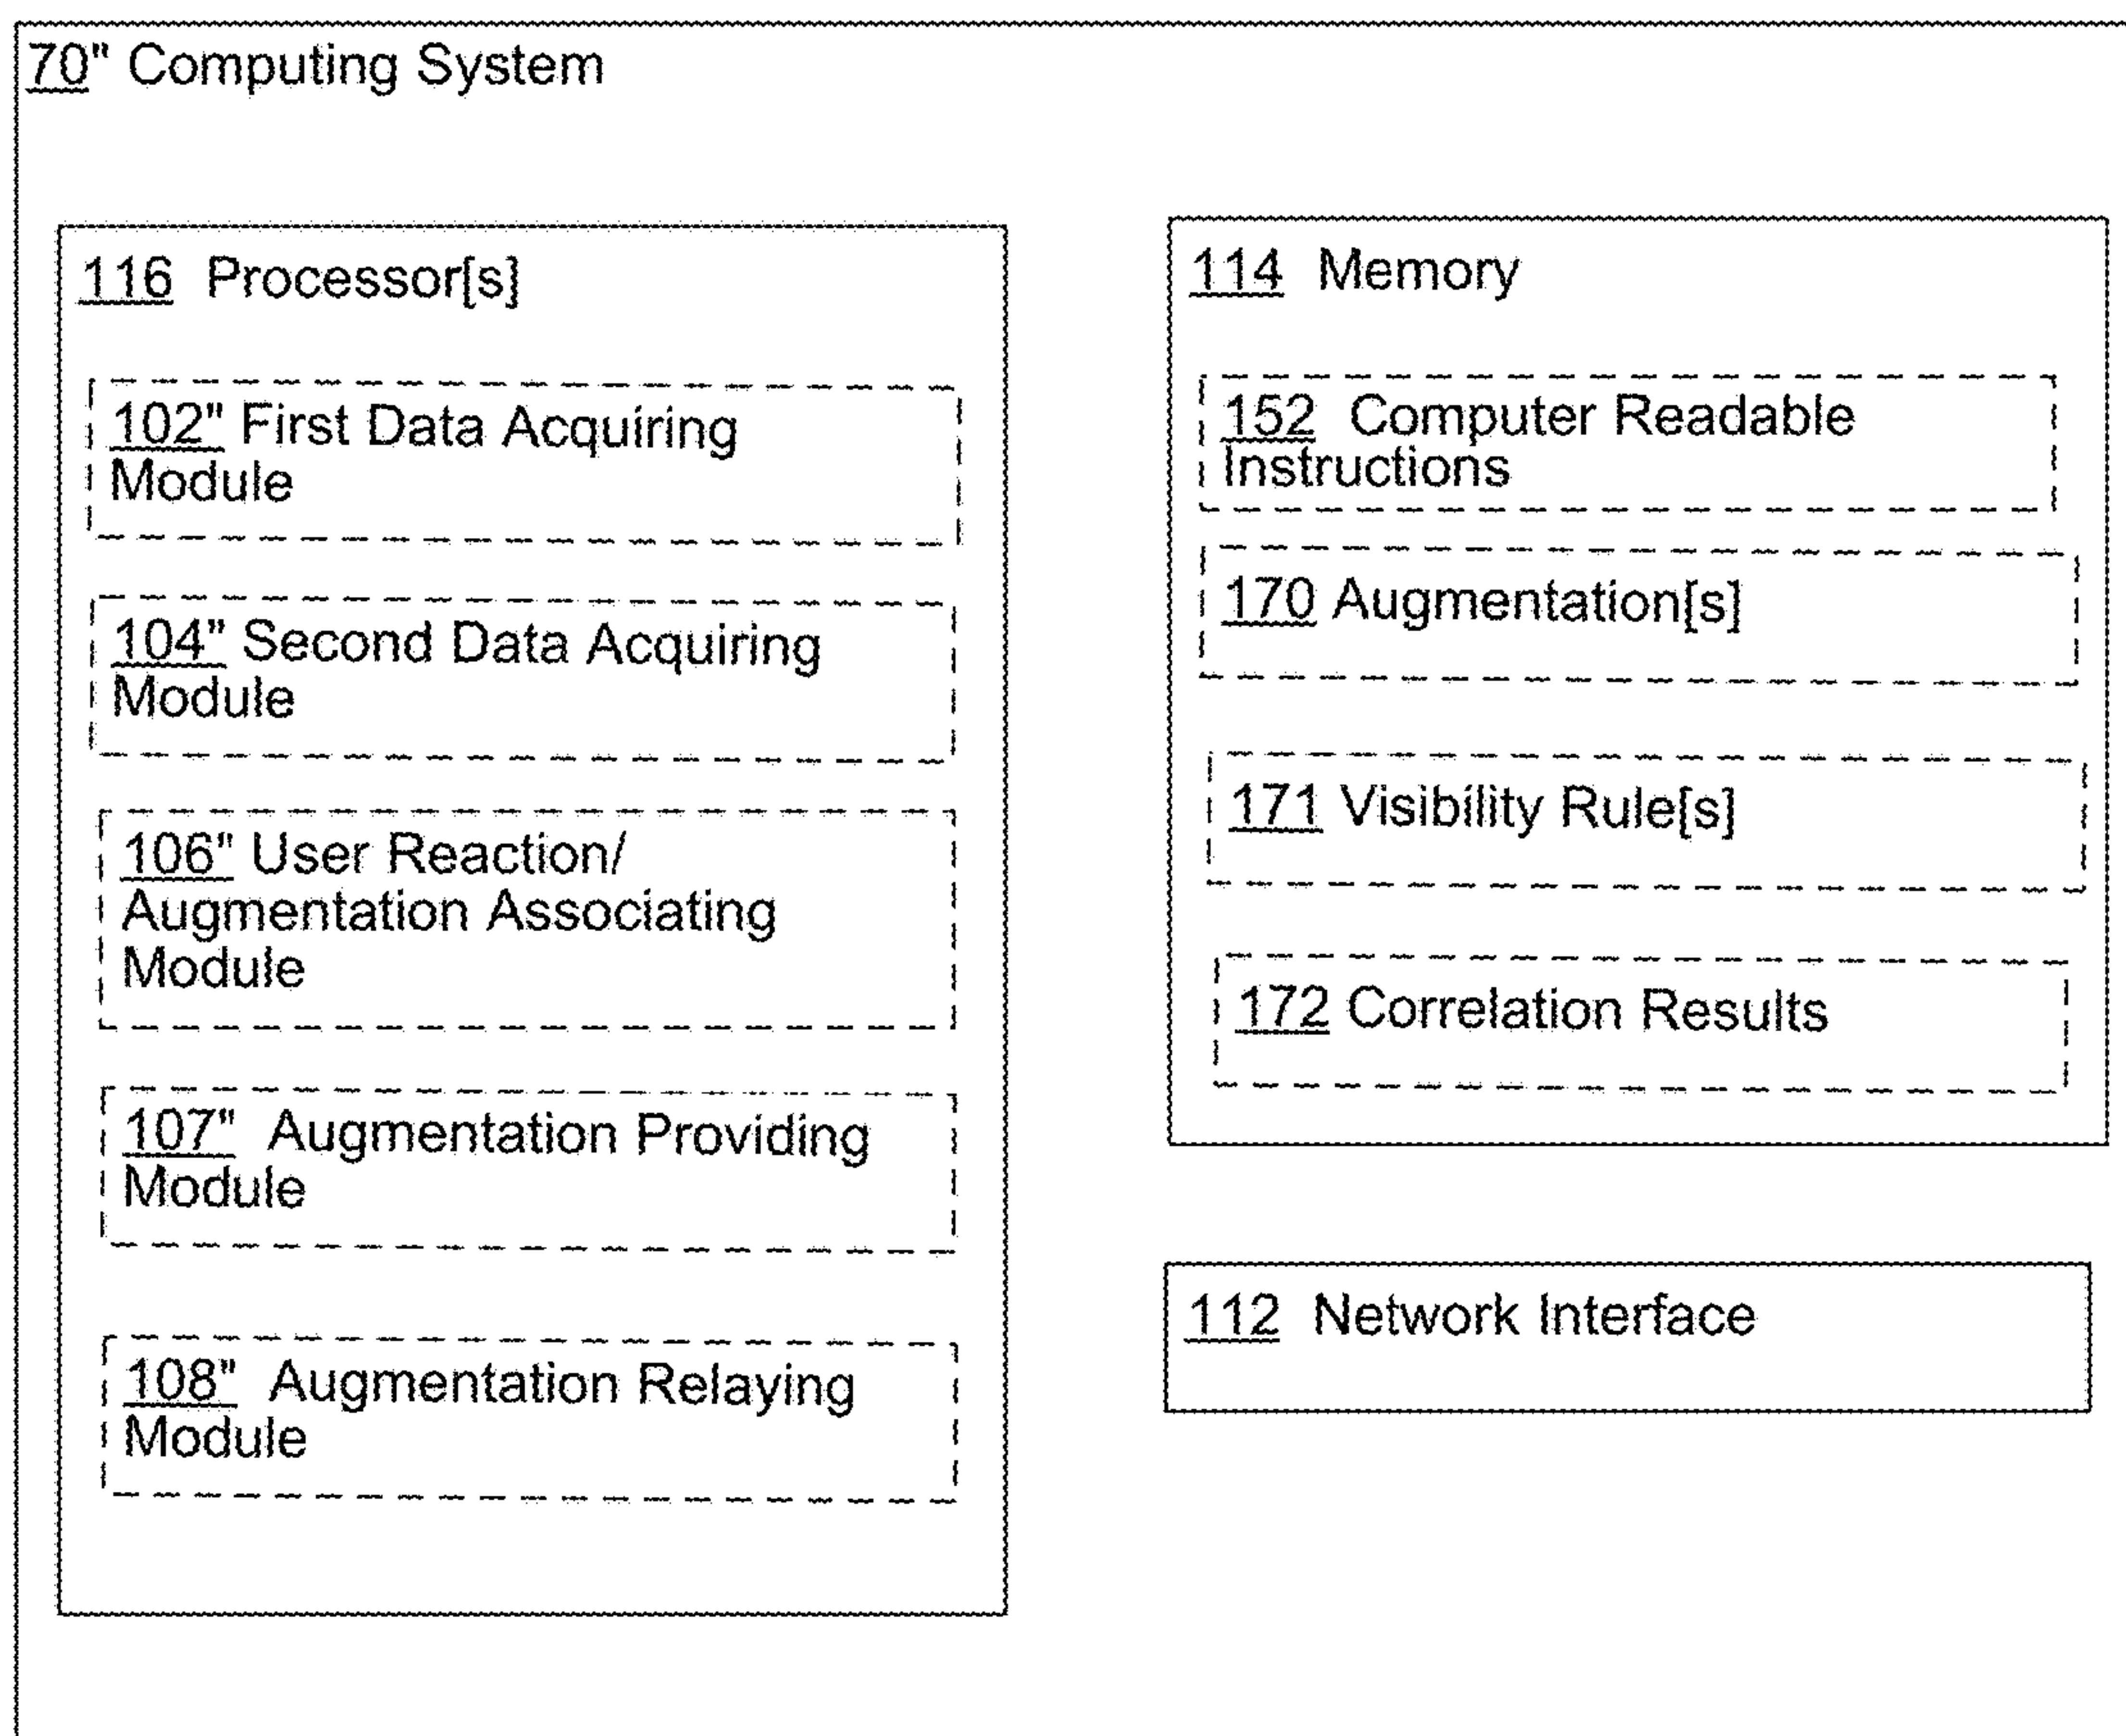 70" Computing System
116 Processor[s]
102" First Data Acquiring
Module
104" Second Data Acquiring
Module
106" User Reaction/
Augmentation Associating
Module
107" Augmentation Providing
Module
108" Augmentation Relaying
Module
114 Memory
152 Computer Readable
Instructions
170 Augmentation[s]
171 Visibility Rule[s]
172 Correlation Results
112 Network Interface